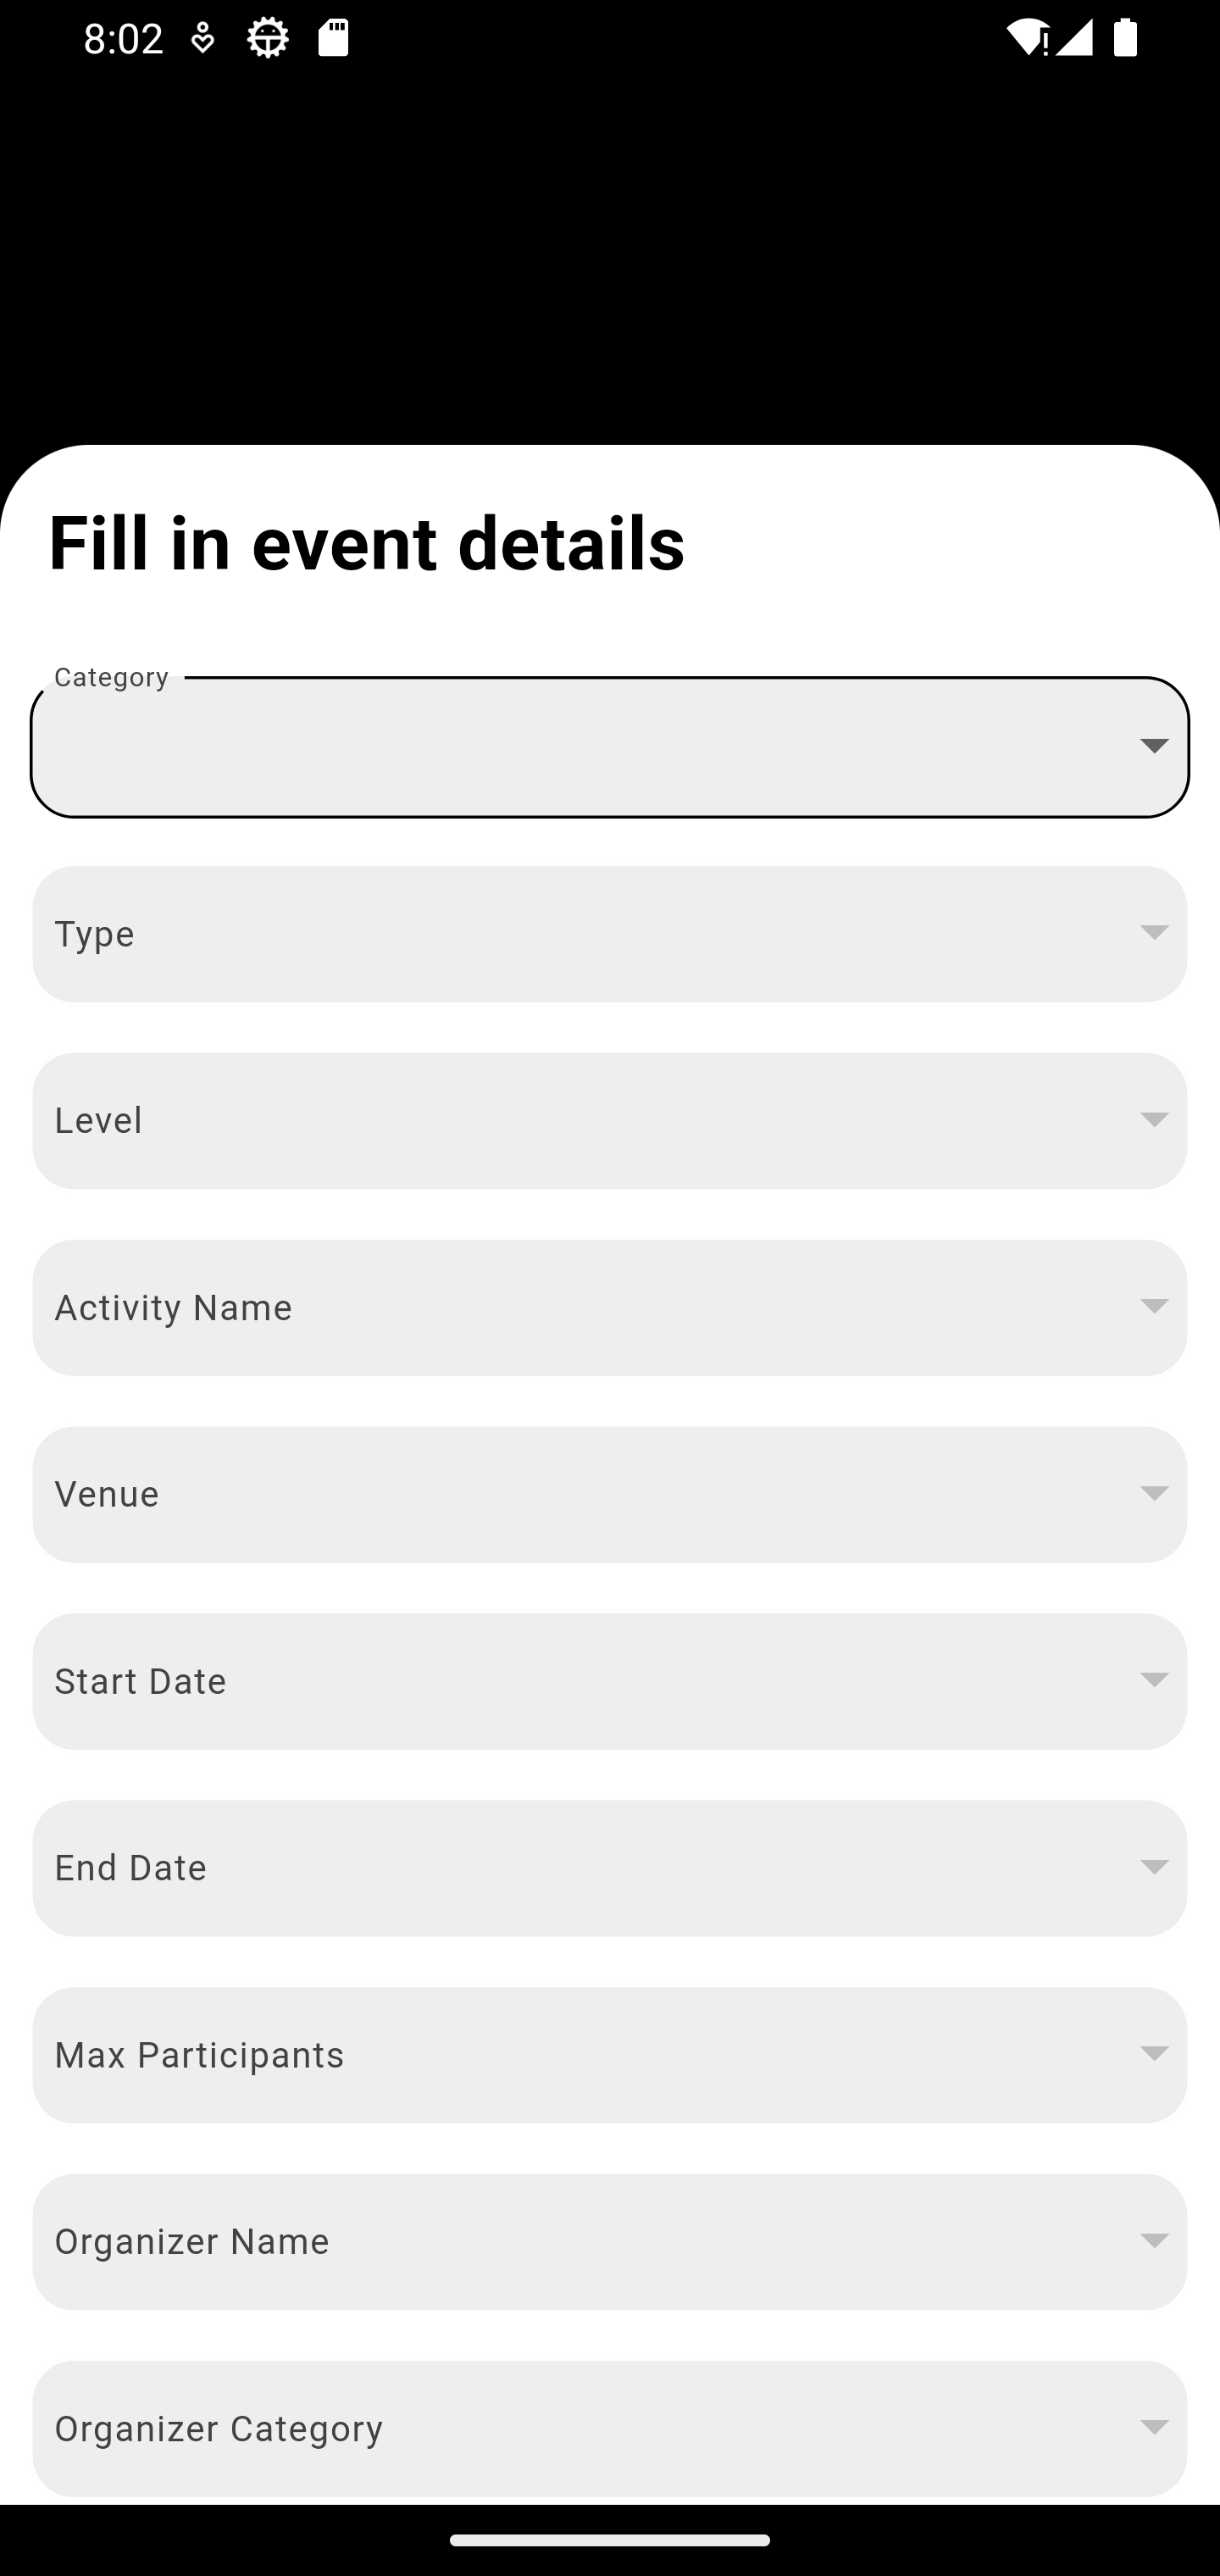 8:02
Fill in event details
Category
Type
Level
Activity Name
Venue
Start Date
End Date
Max Participants
Organizer Name
Organizer Category